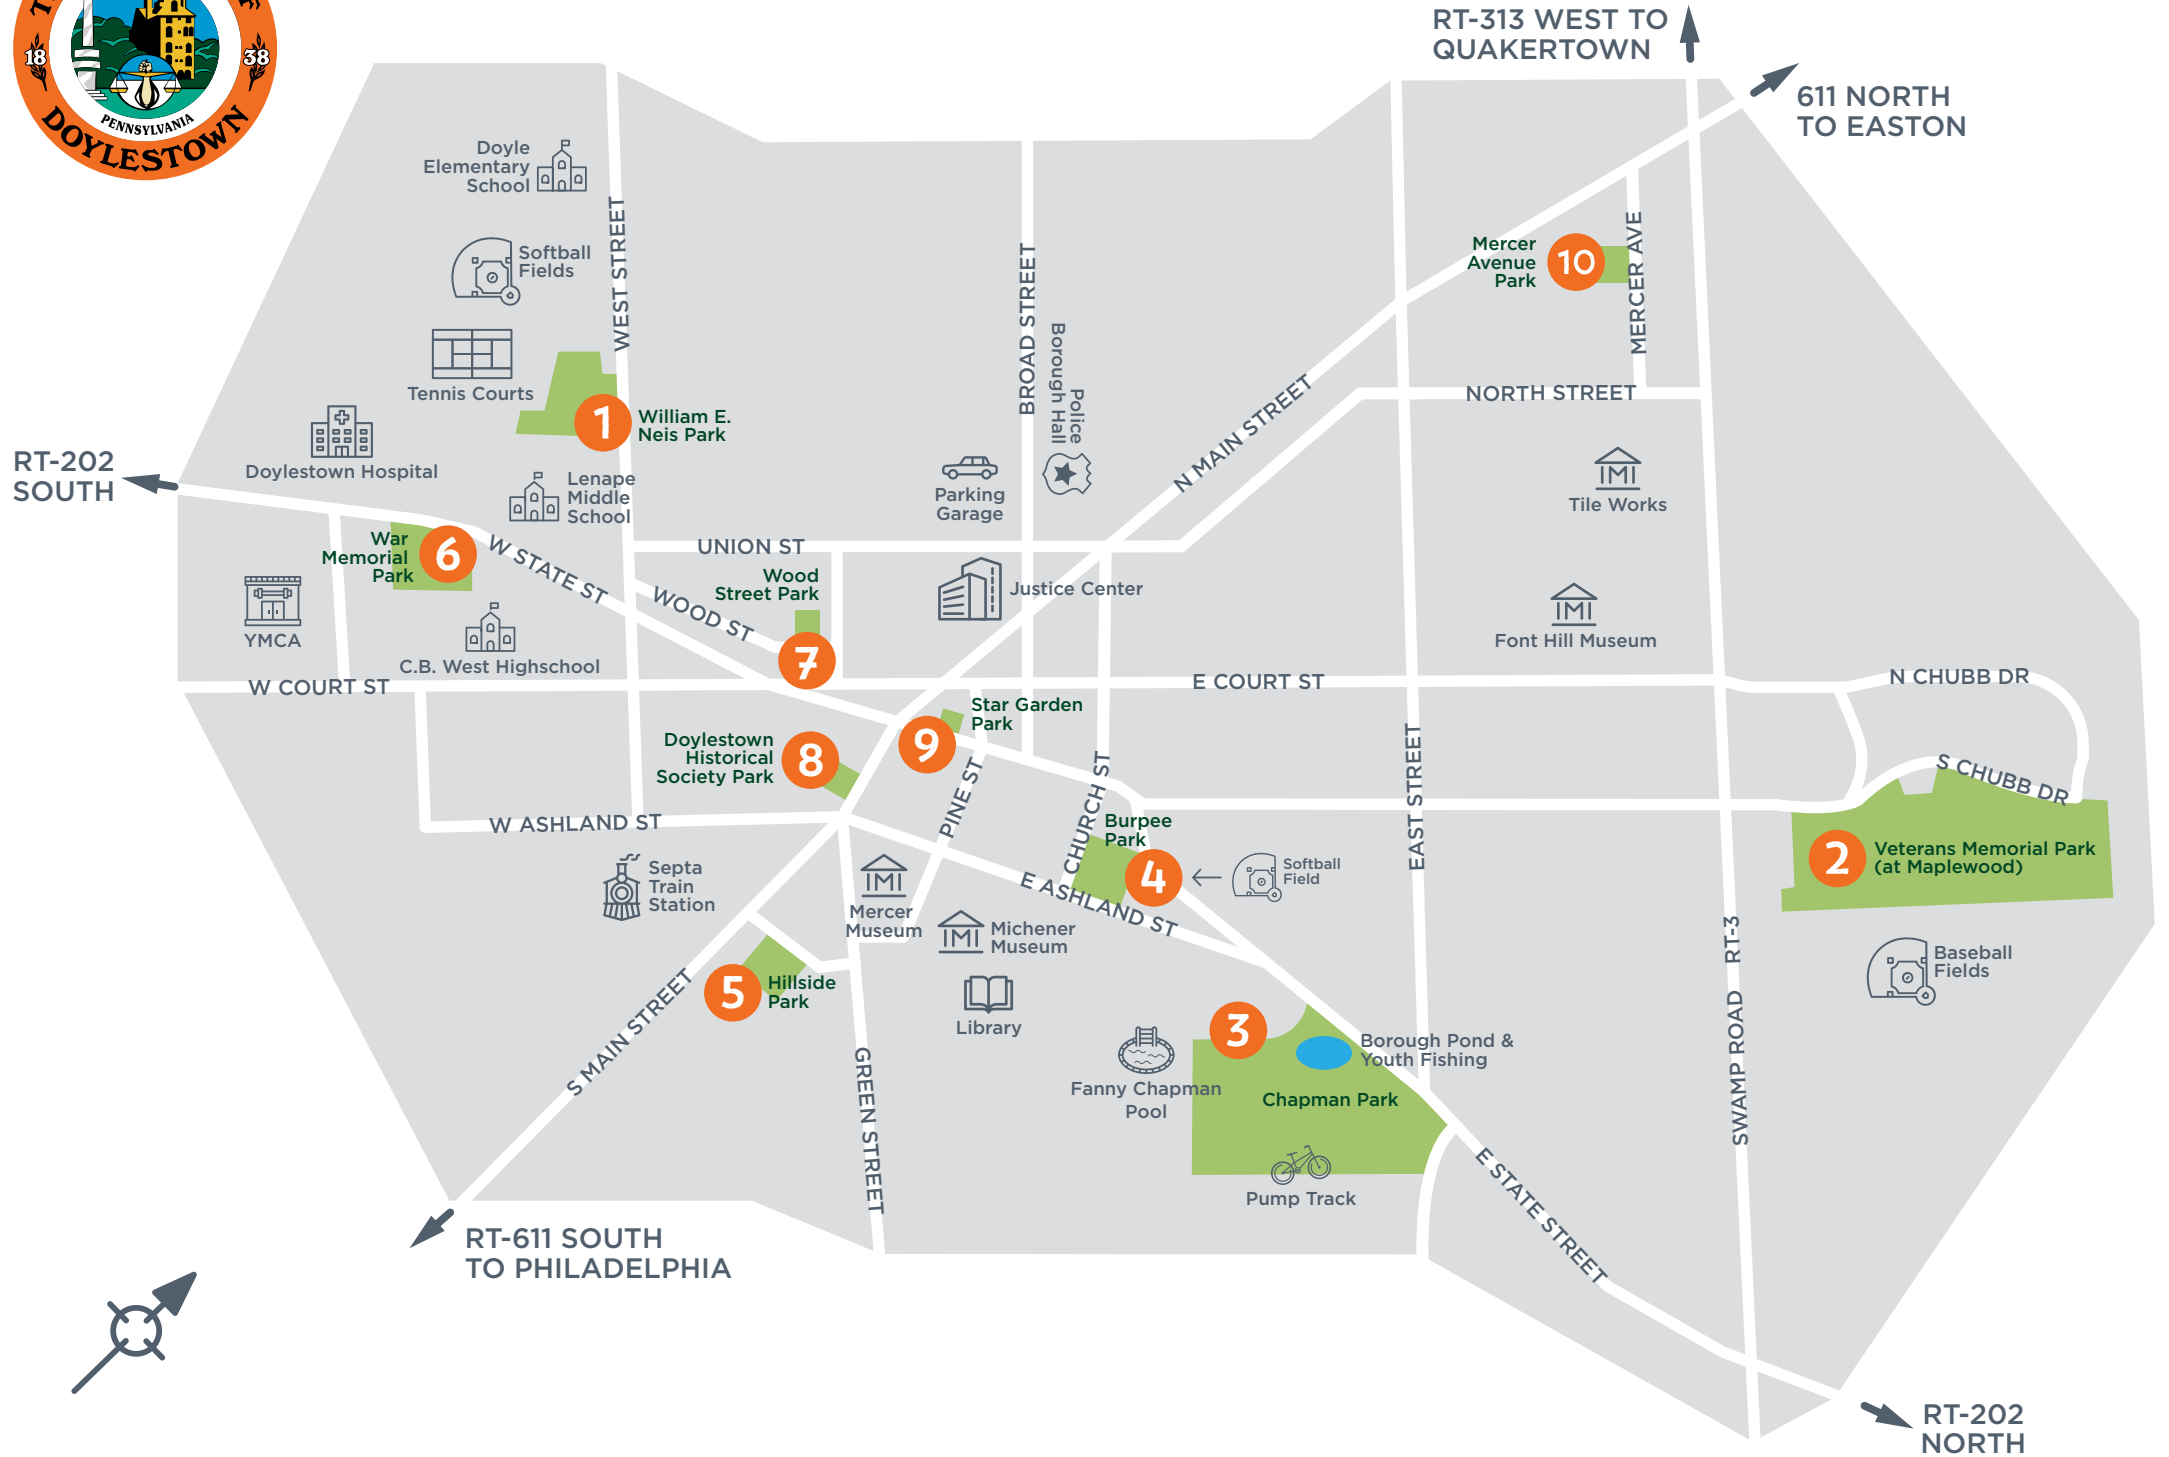 18
38
PENNSYLVANIA
DOYLESTOWN
RT-313 WEST TO
QUAKERTOWN
611 NORTH
TO EASTON
Doyle
Elementary
School
Softball
Fields
WEST STREET
Tennis Courts
1
William E.
Neis Park
Doylestown Hospital
Lenape
Middle
School
RT-202
SOUTH
War
Memorial
Park
6
W STATE ST
YMCA
C.B. West Highschool
W COURT ST
UNION ST
Wood
Street Park
WOOD ST
7
BROAD STREET
Borough Hall
Police
Parking
Garage
Justice Center
N MAIN STREET
Mercer
Avenue
Park
10
MERCER AVE
NORTH STREET
Tile Works
Font Hill Museum
E COURT ST
N CHUBB DR
S CHUBB DR
Star Garden
Park
9
Doylestown
Historical
Society Park
8
PINE ST
CHURCH ST
EAST STREET
W ASHLAND ST
Burpee
Park
4
Softball
Field
2
Veterans Memorial Park
(at Maplewood)
Septa
Train
Station
Mercer
Museum
E ASHLAND ST
Michener
Museum
SWAMP ROAD RT-3
Baseball
Fields
5
Hillside
Park
S MAIN STREET
Library
3
Borough Pond &
Youth Fishing
Fanny Chapman
Pool
Chapman Park
GREEN STREET
Pump Track
E STATE STREET
RT-611 SOUTH
TO PHILADELPHIA
RT-202
NORTH